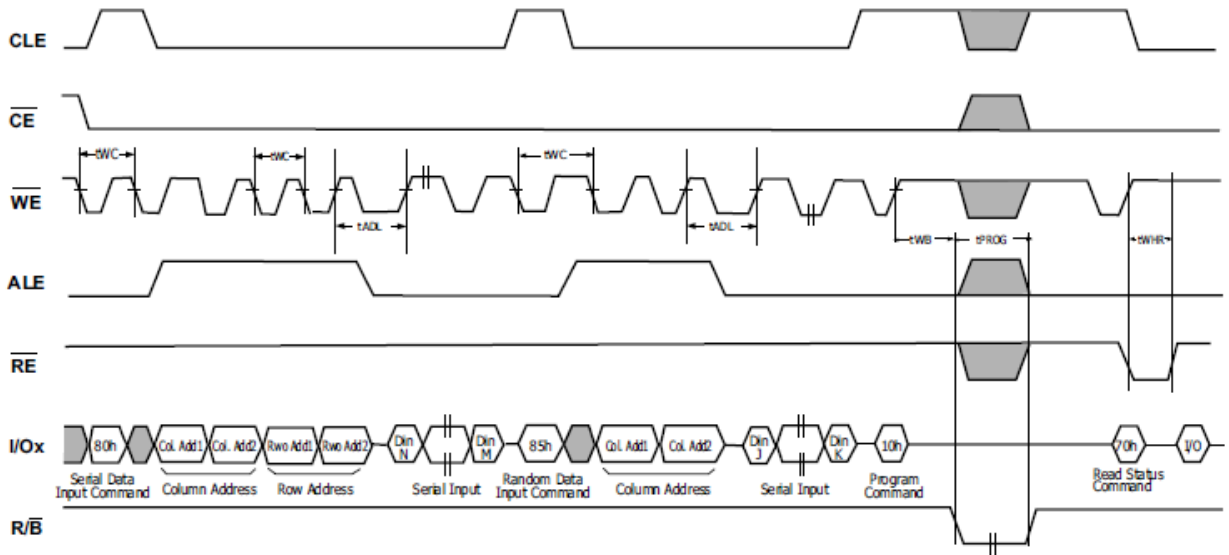 CLE
CE
tWC
tWC
tWC
WE
tADL
tADL
tWB
tPROG
tWHR
ALE
RE
I/Ox
80h
Col. Add1
Col. Add2
Rwo Add1
Rwo Add2
Din N
Din M
85h
Col. Add1
Col. Add2
Din J
Din K
10h
70h
I/O
Serial Data
Input Command
Column Address
Row Address
Serial Input
Random Data
Input Command
Column Address
Serial Input
Program
Command
Read Status
Command
R/B